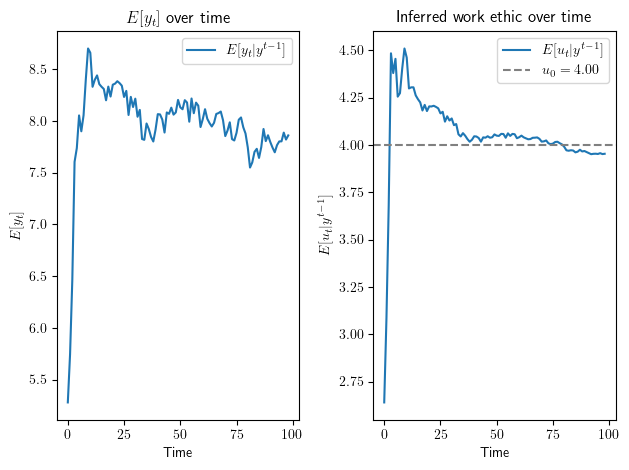 E[y_t] over time
E[y_t|y^{t−1}]
E[y_t]
8.5
8.0
7.5
7.0
6.5
6.0
5.5
0
25
50
75
100
Time
Inferred work ethic over time
E[u_t|y^{t−1}]
u_0 = 4.00
E[u_t|y^{t−1}]
4.50
4.25
4.00
3.75
3.50
3.25
3.00
2.75
0
25
50
75
100
Time